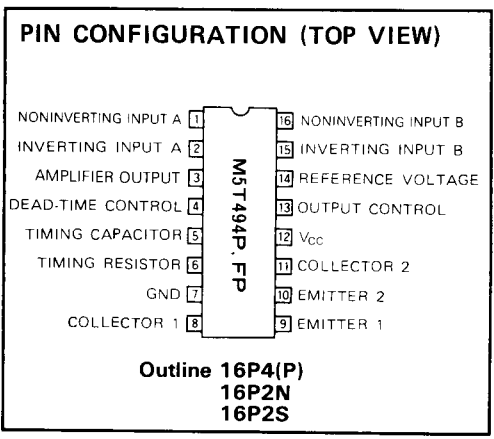 PIN CONFIGURATION (TOP VIEW)
NONINVERTING INPUT A 1
INVERTING INPUT A 2
AMPLIFIER OUTPUT 3
DEAD-TIME CONTROL 4
TIMING CAPACITOR 5
TIMING RESISTOR 6
GND 7
COLLECTOR 1 8
M5T494P, FP
16 NONINVERTING INPUT B
15 INVERTING INPUT B
14 REFERENCE VOLTAGE
13 OUTPUT CONTROL
12 VCC
11 COLLECTOR 2
10 EMITTER 2
9 EMITTER 1
Outline 16P4(P)
16P2N
16P2S